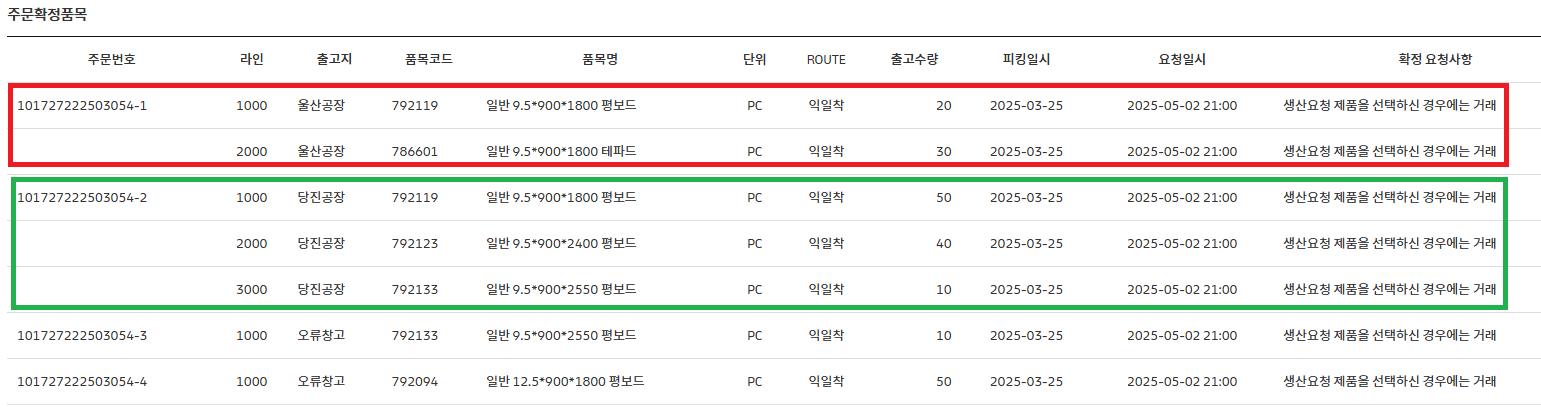 주문확정품목
주문번호 라인 출고지 품목코드 품목명 단위 ROUTE 출고수량 피킹일시 요청일시 확정 요청사항
101727222503054-1 1000 울산공장 792119 일반 9.5*900*1800 평보드 PC 익일착 20 2025-03-25 2025-05-02 21:00 생산요청 제품을 선택하신 경우에는 거래
2000 울산공장 786601 일반 9.5*900*1800 테파드 PC 익일착 30 2025-03-25 2025-05-02 21:00 생산요청 제품을 선택하신 경우에는 거래
101727222503054-2 1000 당진공장 792119 일반 9.5*900*1800 평보드 PC 익일착 50 2025-03-25 2025-05-02 21:00 생산요청 제품을 선택하신 경우에는 거래
2000 당진공장 792123 일반 9.5*900*2400 평보드 PC 익일착 40 2025-03-25 2025-05-02 21:00 생산요청 제품을 선택하신 경우에는 거래
3000 당진공장 792133 일반 9.5*900*2550 평보드 PC 익일착 10 2025-03-25 2025-05-02 21:00 생산요청 제품을 선택하신 경우에는 거래
101727222503054-3 1000 오류창고 792133 일반 9.5*900*2550 평보드 PC 익일착 10 2025-03-25 2025-05-02 21:00 생산요청 제품을 선택하신 경우에는 거래
101727222503054-4 1000 오류창고 792094 일반 12.5*900*1800 평보드 PC 익일착 50 2025-03-25 2025-05-02 21:00 생산요청 제품을 선택하신 경우에는 거래